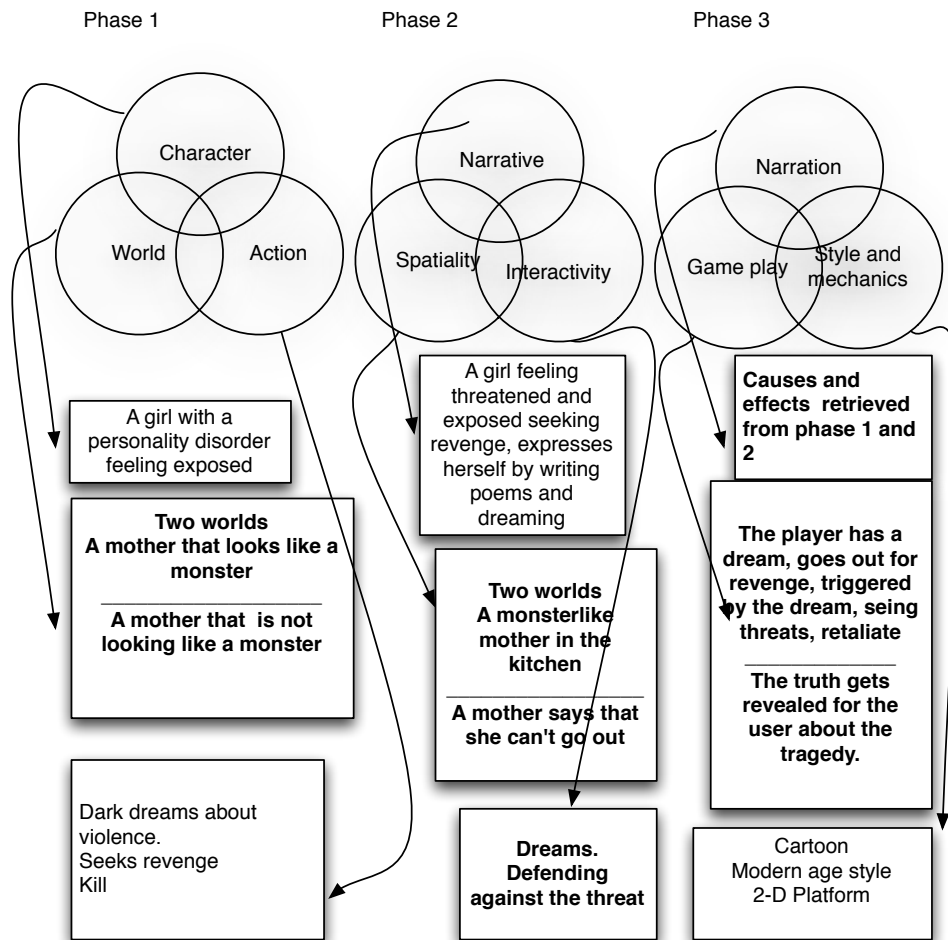 Phase 1
Phase 2
Phase 3
Character
World
Action
Narrative
Spatiality
Interactivity
Narration
Game play
Style and
mechanics
A girl with a
personality disorder
feeling exposed
Two worlds
A mother that looks like a
monster
A mother that is not
looking like a monster
Dark dreams about
violence.
Seeks revenge
Kill
A girl feeling
threatened and
exposed seeking
revenge, expresses
herself by writing
poems and
dreaming
Two worlds
A monsterlike
mother in the
kitchen
A mother says that
she can't go out
Dreams.
Defending
against the threat
Causes and
effects retrieved
from phase 1 and
2
The player has a
dream, goes out for
revenge, triggered
by the dream, seing
threats, retaliate
The truth gets
revealed for the
user about the
tragedy.
Cartoon
Modern age style
2-D Platform